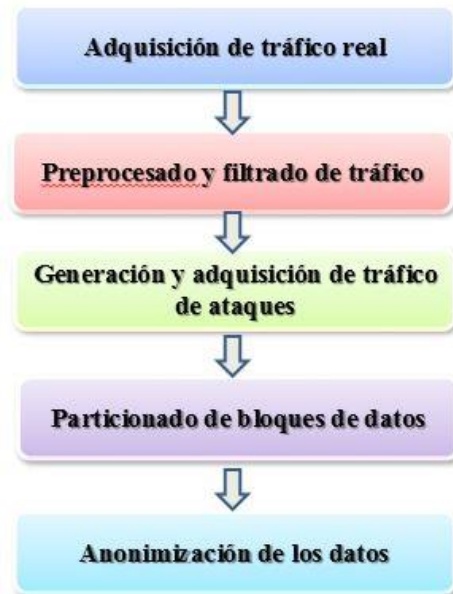 Adquisición de tráfico real
Preprocesado y filtrado de tráfico
Generación y adquisición de tráfico
de ataques
Particionado de bloques de datos
Anonimización de los datos